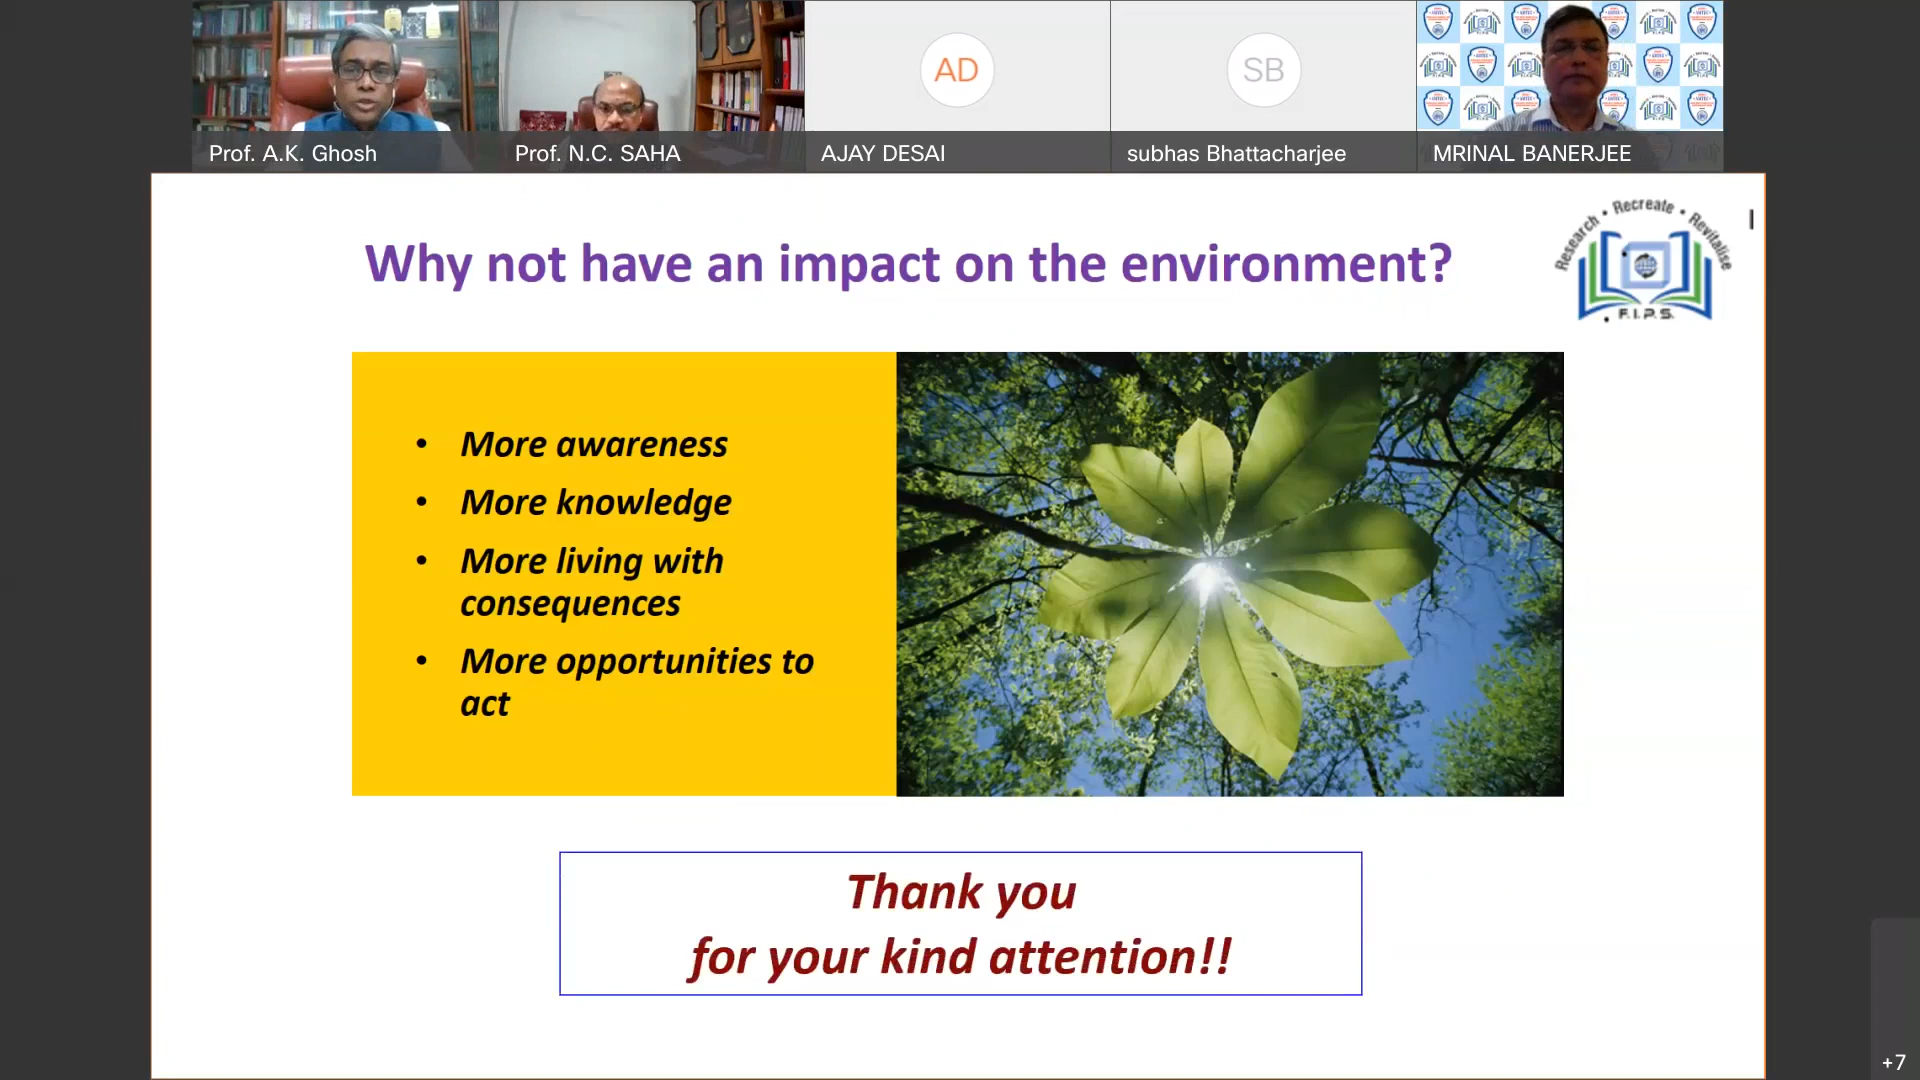 AD
SB
Prof. A.K. Ghosh
Prof. N.C. SAHA
AJAY DESAI
subhas Bhattacharjee
MRINAL BANERJEE
Research • Recreate • Revitalise
F.I.P.S.
Why not have an impact on the environment?
• More awareness
• More knowledge
• More living with
consequences
• More opportunities to
act
Thank you
for your kind attention!!
+7